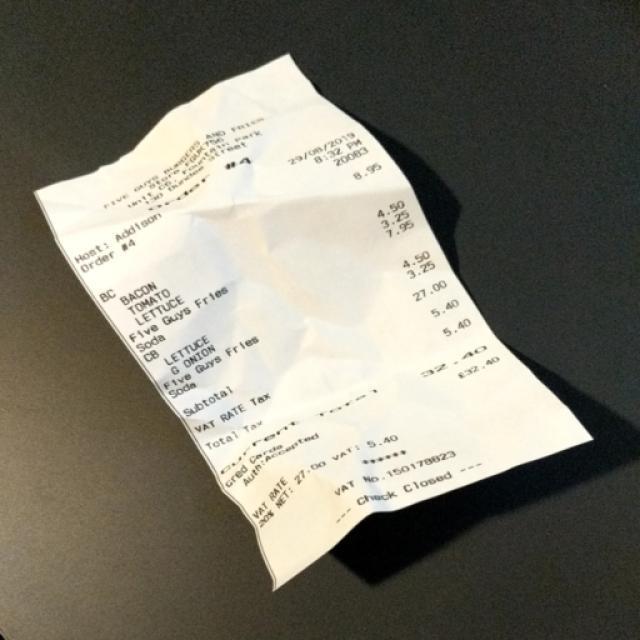 FIVE GUYS BURGERS AND FRIES
Order #4
Host: Addison 29/08/2019
Order #4 8:32 PM
20083
BC 8.95
BACON
TOMATO
LETTUCE
Five Guys Fries 4.50
Soda 3.25
CB 7.95
LETTUCE
G ONION
Five Guys Fries 4.50
Soda 3.25
Subtotal 27.00
VAT RATE Tax 5.40
Total Tax 5.40
Current Total 32.40
Cred Cards £32.40
Auth:Accepted
VAT RATE
20% NET: 27.00 VAT: 5.40
******
VAT No.150178823
--- Check Closed ---